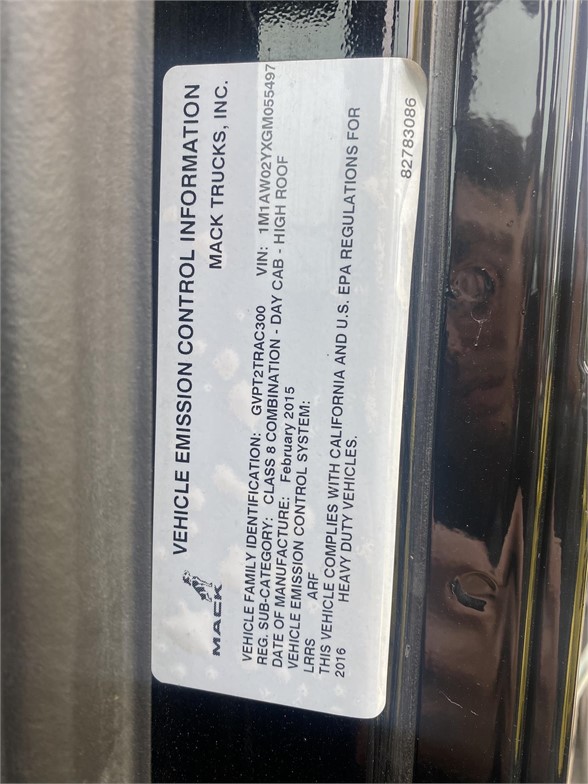 VEHICLE EMISSION CONTROL INFORMATION
MACK TRUCKS, INC.
MACK
VEHICLE FAMILY IDENTIFICATION: GVPT2TRAC300 VIN: 1M1AW02YXGM055497
REG. SUB-CATEGORY: CLASS 8 COMBINATION - DAY CAB - HIGH ROOF
DATE OF MANUFACTURE: February 2015
VEHICLE EMISSION CONTROL SYSTEM:
LRRS ARF
THIS VEHICLE COMPLIES WITH CALIFORNIA AND U.S. EPA REGULATIONS FOR
2016 HEAVY DUTY VEHICLES.
82783086